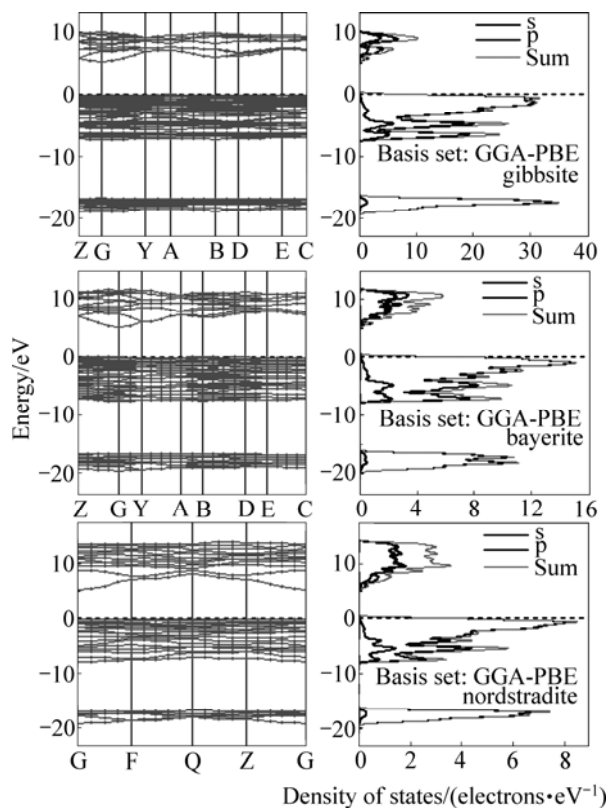 10
0
−10
−20
Z G Y A B D E C
s
p
Sum
Basis set: GGA-PBE
gibbsite
0 10 20 30 40
10
0
−10
−20
Z G Y A B D E C
s
p
Sum
Basis set: GGA-PBE
bayerite
0 4 8 12 16
Energy/eV
10
0
−10
−20
G F Q Z G
s
p
Sum
Basis set: GGA-PBE
nordstradite
0 2 4 6 8
Density of states/(electrons•eV⁻¹)